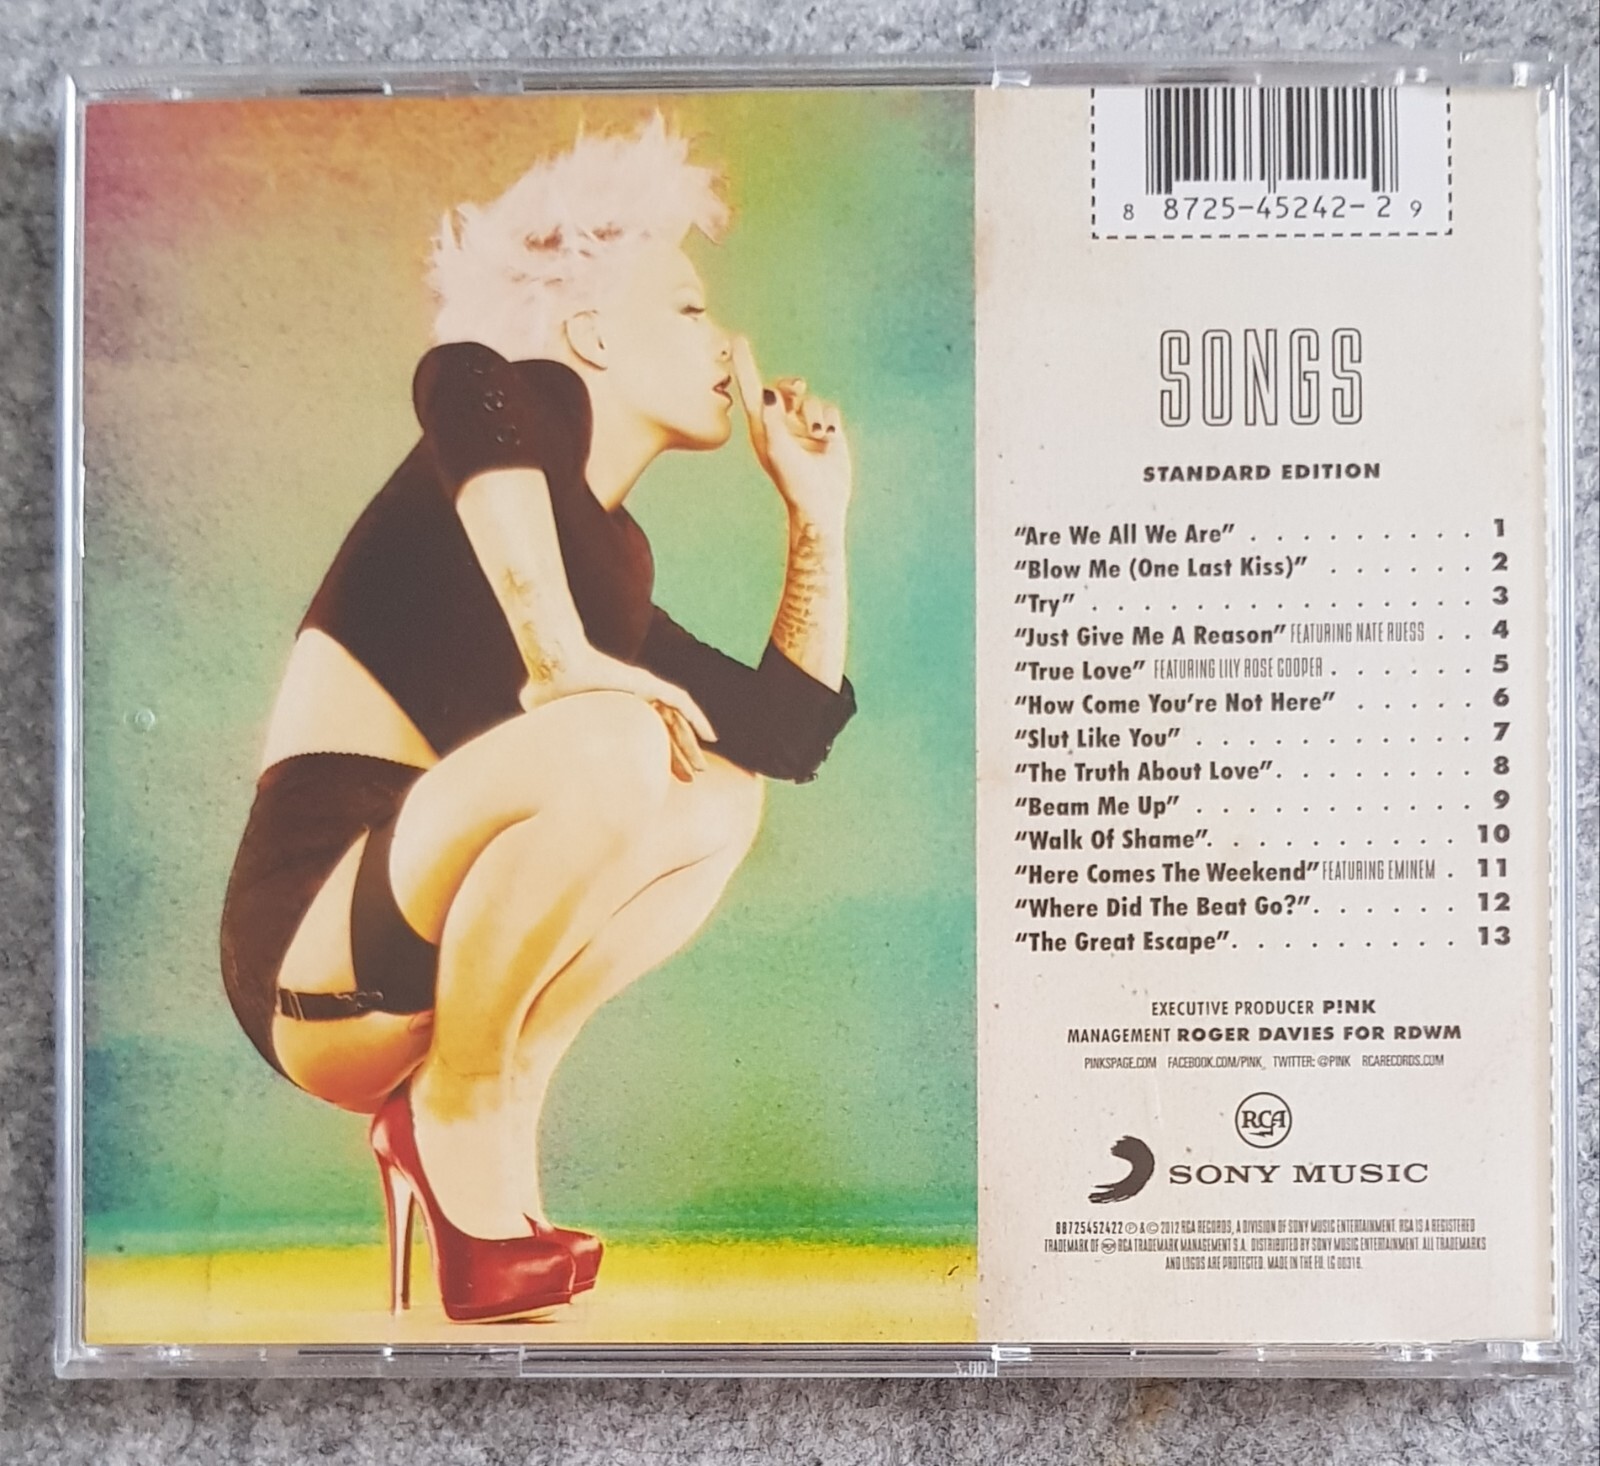 8 8725-45242-2 9
SONGS
STANDARD EDITION
"Are We All We Are" . . . . . . . . . . 1
"Blow Me (One Last Kiss)" . . . . . . 2
"Try" . . . . . . . . . . . . . . . 3
"Just Give Me A Reason" FEATURING NATE RUESS . . 4
"True Love" FEATURING LILY ROSE COOPER . . . . . . 5
"How Come You're Not Here" . . . . . 6
"Slut Like You" . . . . . . . . . . . 7
"The Truth About Love". . . . . . . . 8
"Beam Me Up" . . . . . . . . . . . 9
"Walk Of Shame". . . . . . . . . . 10
"Here Comes The Weekend" FEATURING EMINEM . 11
"Where Did The Beat Go?". . . . . . 12
"The Great Escape". . . . . . . . . 13
EXECUTIVE PRODUCER P!NK
MANAGEMENT ROGER DAVIES FOR RDWM
PINKSPAGE.COM FACEBOOK.COM/PINK TWITTER: @PINK RCARECORDS.COM
RCA
SONY MUSIC
88725452422 ℗ & © 2012 RCA RECORDS, A DIVISION OF SONY MUSIC ENTERTAINMENT. RCA IS A REGISTERED
TRADEMARK OF RCA TRADEMARK MANAGEMENT S.A. DISTRIBUTED BY SONY MUSIC ENTERTAINMENT. ALL TRADEMARKS
AND LOGOS ARE PROTECTED. MADE IN THE EU. LC 00316.